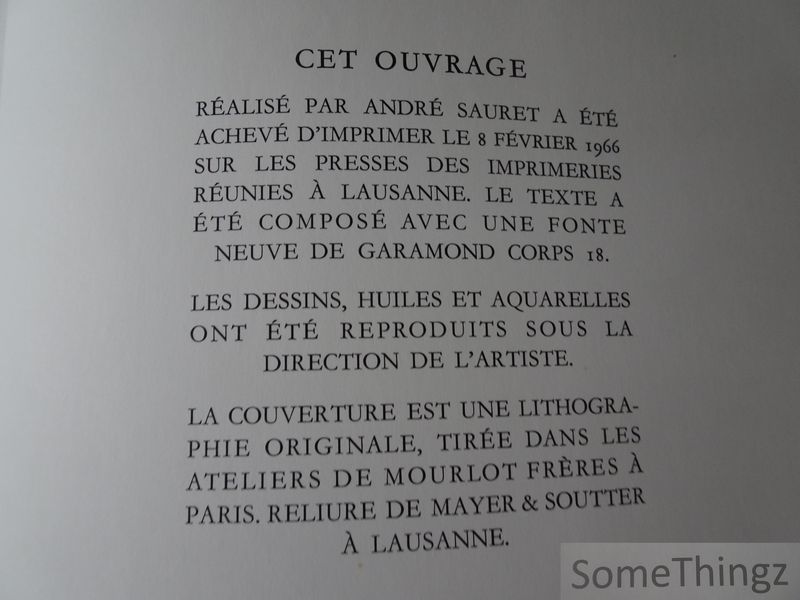 CET OUVRAGE
RÉALISÉ PAR ANDRÉ SAURET A ÉTÉ
ACHEVÉ D'IMPRIMER LE 8 FÉVRIER 1966
SUR LES PRESSES DES IMPRIMERIES
RÉUNIES À LAUSANNE. LE TEXTE A
ÉTÉ COMPOSÉ AVEC UNE FONTE
NEUVE DE GARAMOND CORPS 18.
LES DESSINS, HUILES ET AQUARELLES
ONT ÉTÉ REPRODUITS SOUS LA
DIRECTION DE L'ARTISTE.
LA COUVERTURE EST UNE LITHOGRA-
PHIE ORIGINALE, TIRÉE DANS LES
ATELIERS DE MOURLOT FRÈRES À
PARIS. RELIURE DE MAYER & SOUTTER
À LAUSANNE.
SomeThingz